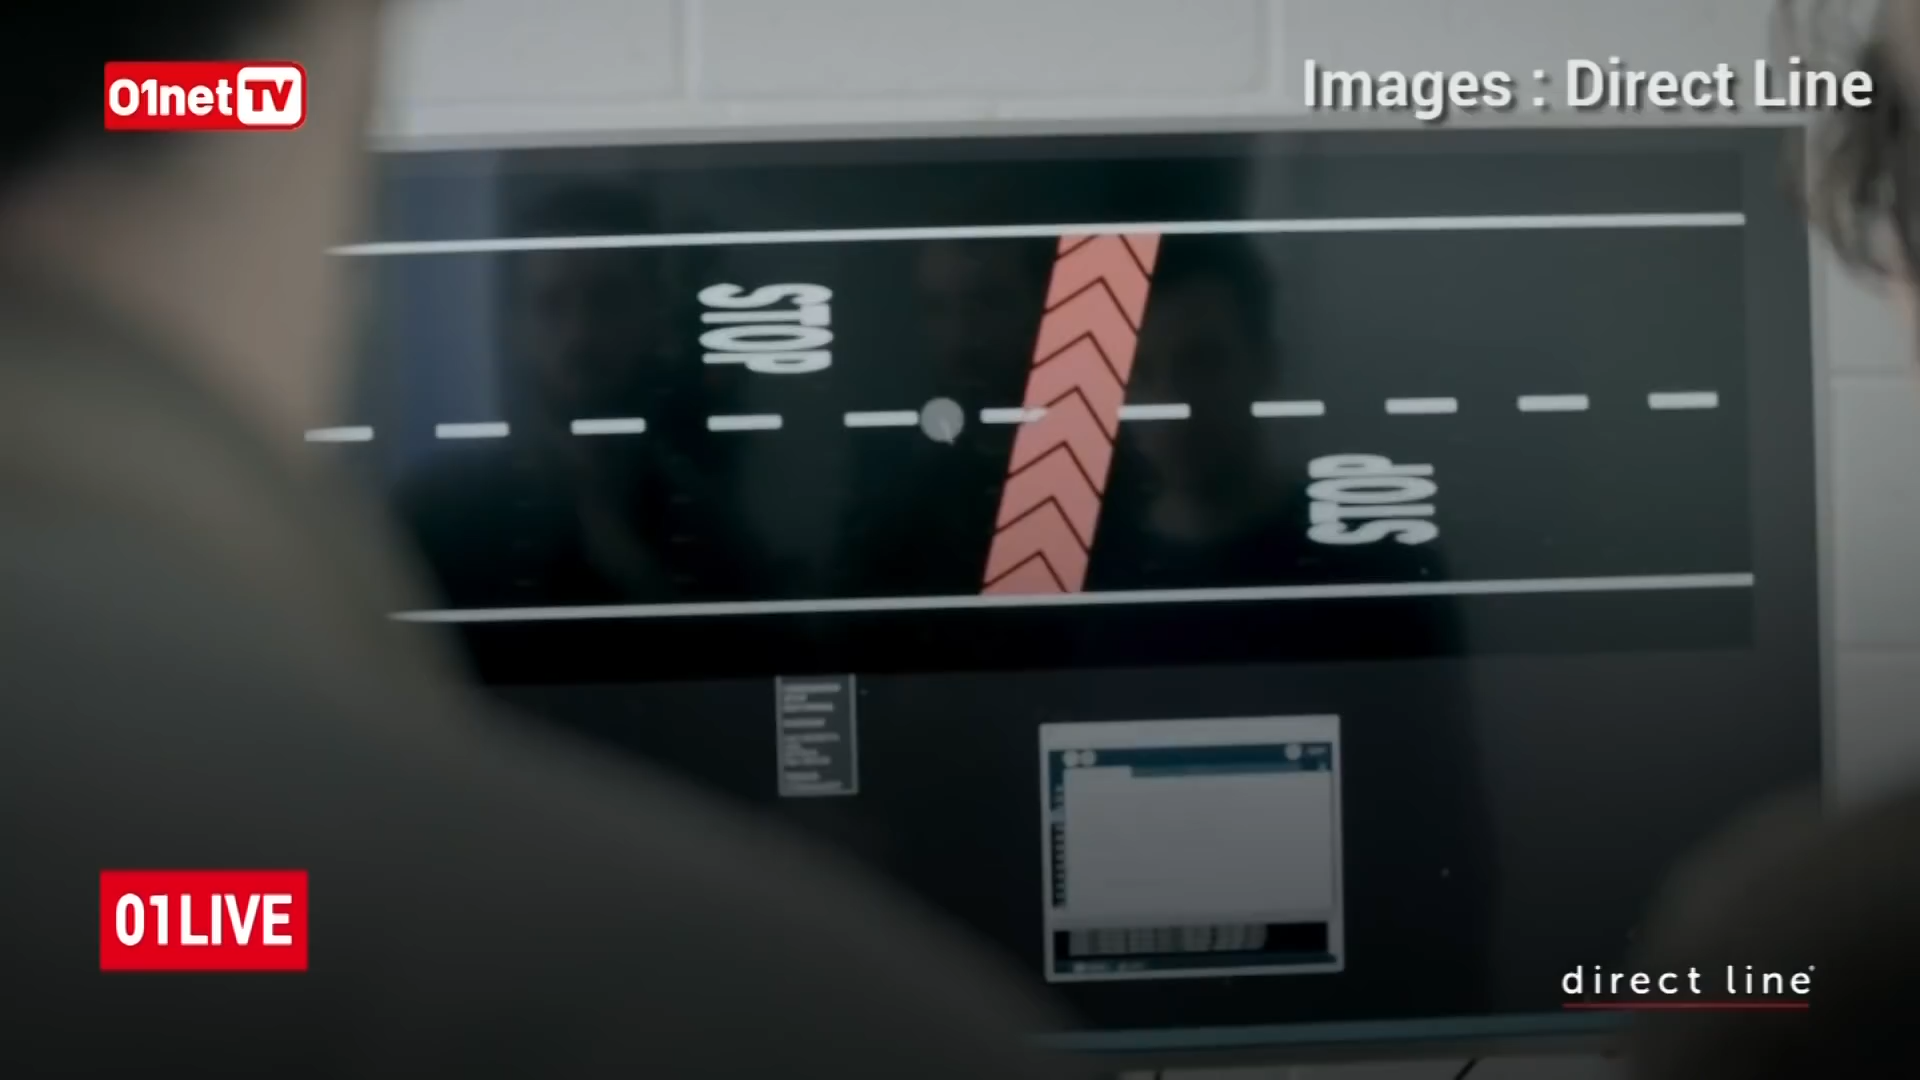 01net TV
Images : Direct Line
STOP
STOP
01LIVE
direct line